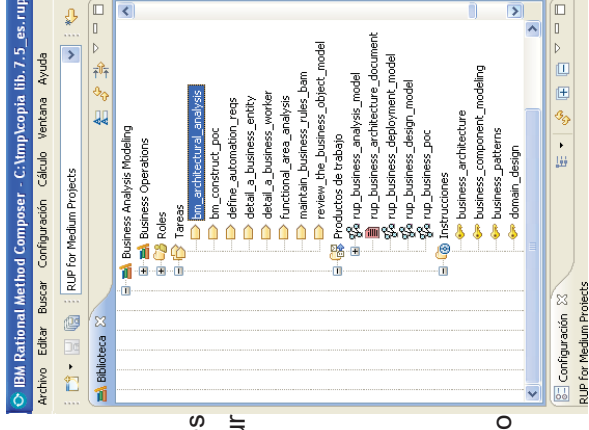 IBM Rational Method Composer - C:\tmp\copia lib.7.5_es.rup
Archivo Editar Buscar Configuración Cálculo Ventana Ayuda
RUP for Medium Projects
Biblioteca
Business Analysis Modeling
Business Operations
Roles
Tareas
bm_architectural_analysis
bm_construct_poc
define_automation_reqs
detail_a_business_entity
detail_a_business_worker
functional_area_analysis
maintain_business_rules_bam
review_the_business_object_model
Productos de trabajo
rup_business_analysis_model
rup_business_architecture_document
rup_business_deployment_model
rup_business_design_model
rup_business_poc
Instrucciones
business_architecture
business_component_modeling
business_patterns
domain_design
Configuración
RUP for Medium Projects
s
ur
o